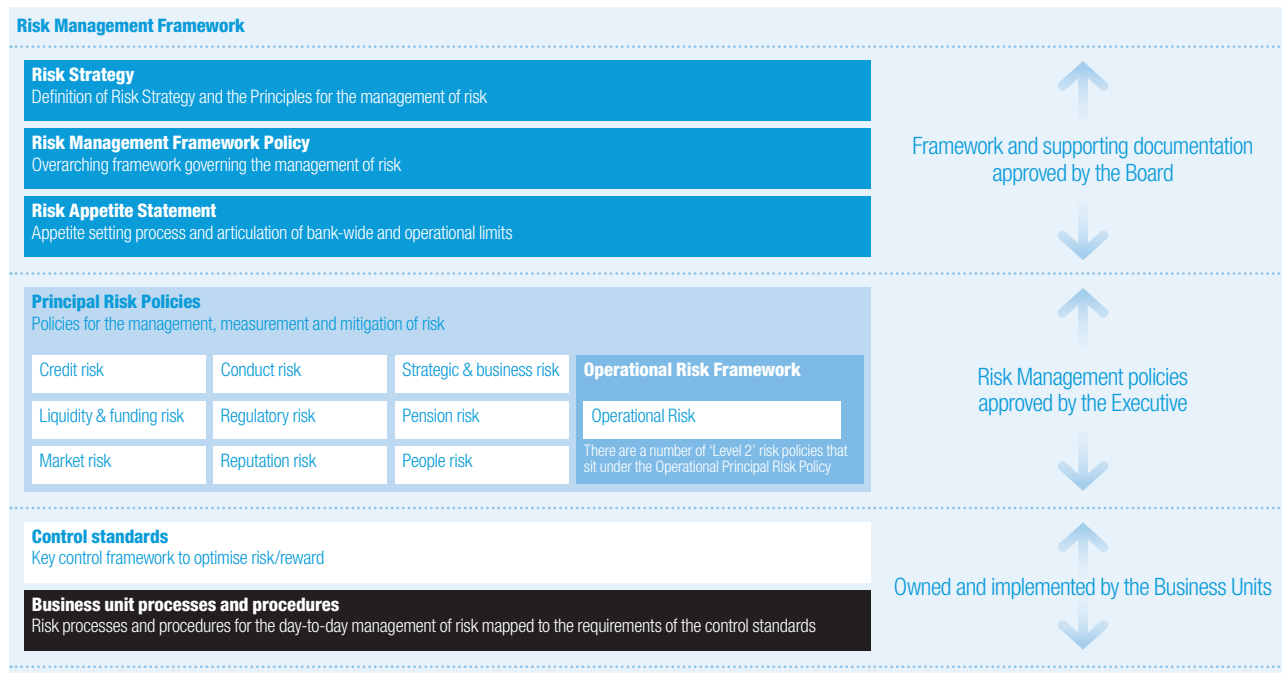 Risk Management Framework
Risk Strategy
Definition of Risk Strategy and the Principles for the management of risk
Risk Management Framework Policy
Overarching framework governing the management of risk
Risk Appetite Statement
Appetite setting process and articulation of bank-wide and operational limits
Framework and supporting documentation
approved by the Board
Principal Risk Policies
Policies for the management, measurement and mitigation of risk
Credit risk
Conduct risk
Strategic & business risk
Operational Risk Framework
Liquidity & funding risk
Regulatory risk
Pension risk
Operational Risk
Market risk
Reputation risk
People risk
There are a number of ‘Level 2’ risk policies that
sit under the Operational Principal Risk Policy
Risk Management policies
approved by the Executive
Control standards
Key control framework to optimise risk/reward
Business unit processes and procedures
Risk processes and procedures for the day-to-day management of risk mapped to the requirements of the control standards
Owned and implemented by the Business Units